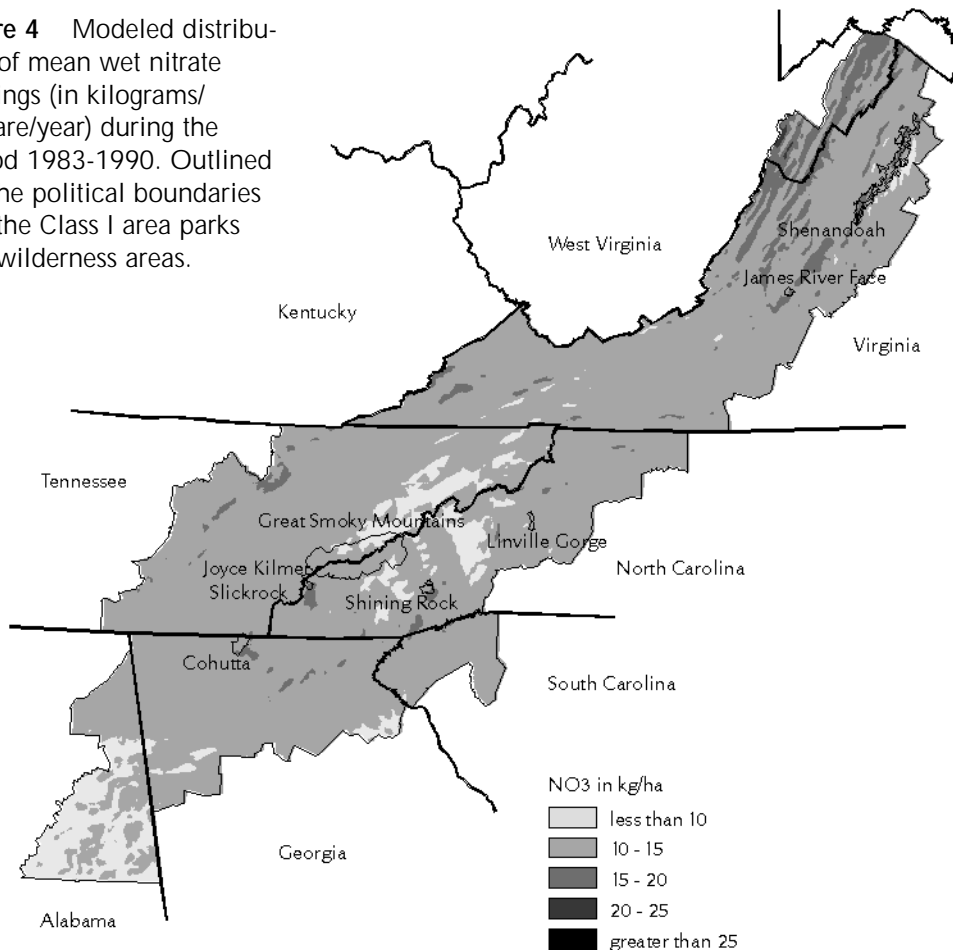 re 4 Modeled distribu-
of mean wet nitrate
ings (in kilograms/
are/year) during the
od 1983-1990. Outlined
ne political boundaries
the Class I area parks
wilderness areas.
West Virginia
Shenandoah
James River Face
Kentucky
Virginia
Tennessee
Great Smoky Mountains
Linville Gorge
Joyce Kilmer
Slickrock
Shining Rock
North Carolina
Cohutta
South Carolina
Georgia
Alabama
NO3 in kg/ha
less than 10
10 - 15
15 - 20
20 - 25
greater than 25